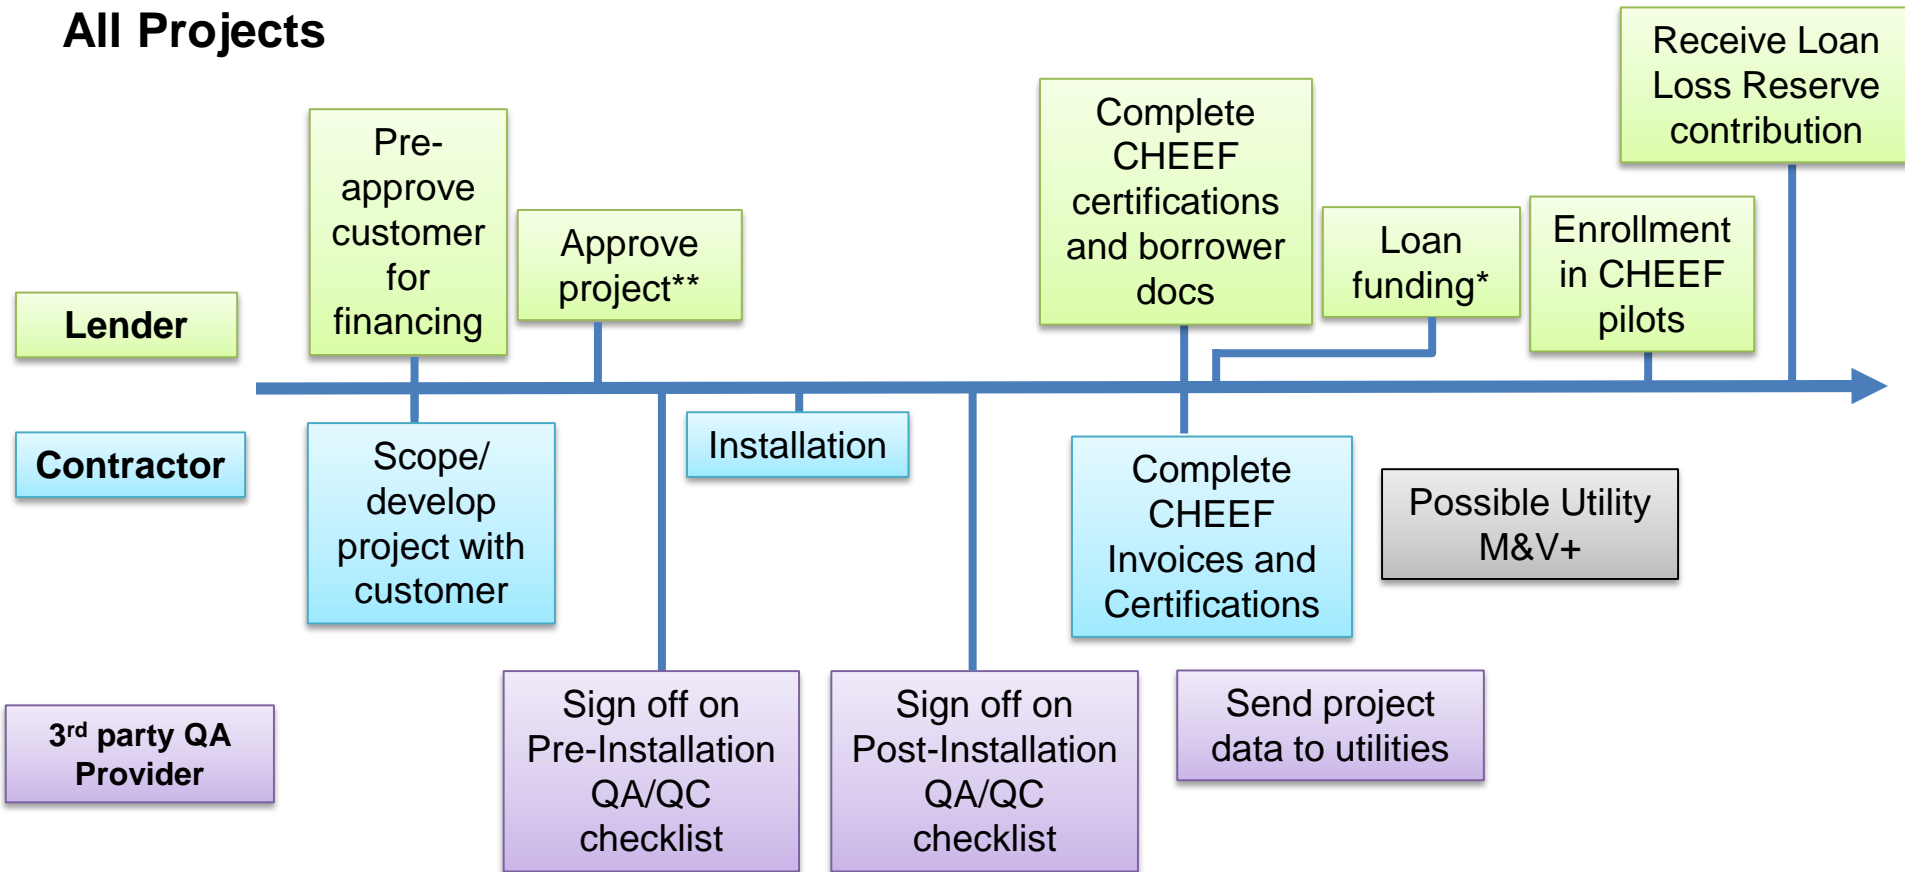 All Projects
Receive Loan
Loss Reserve
contribution
Pre-
approve
customer
for
financing
Approve
project**
Complete
CHEEF
certifications
and borrower
docs
Loan
funding*
Enrollment
in CHEEF
pilots
Lender
Contractor
Scope/
develop
project with
customer
Installation
Complete
CHEEF
Invoices and
Certifications
Possible Utility
M&V+
3rd party QA
Provider
Sign off on
Pre-Installation
QA/QC
checklist
Sign off on
Post-Installation
QA/QC
checklist
Send project
data to utilities